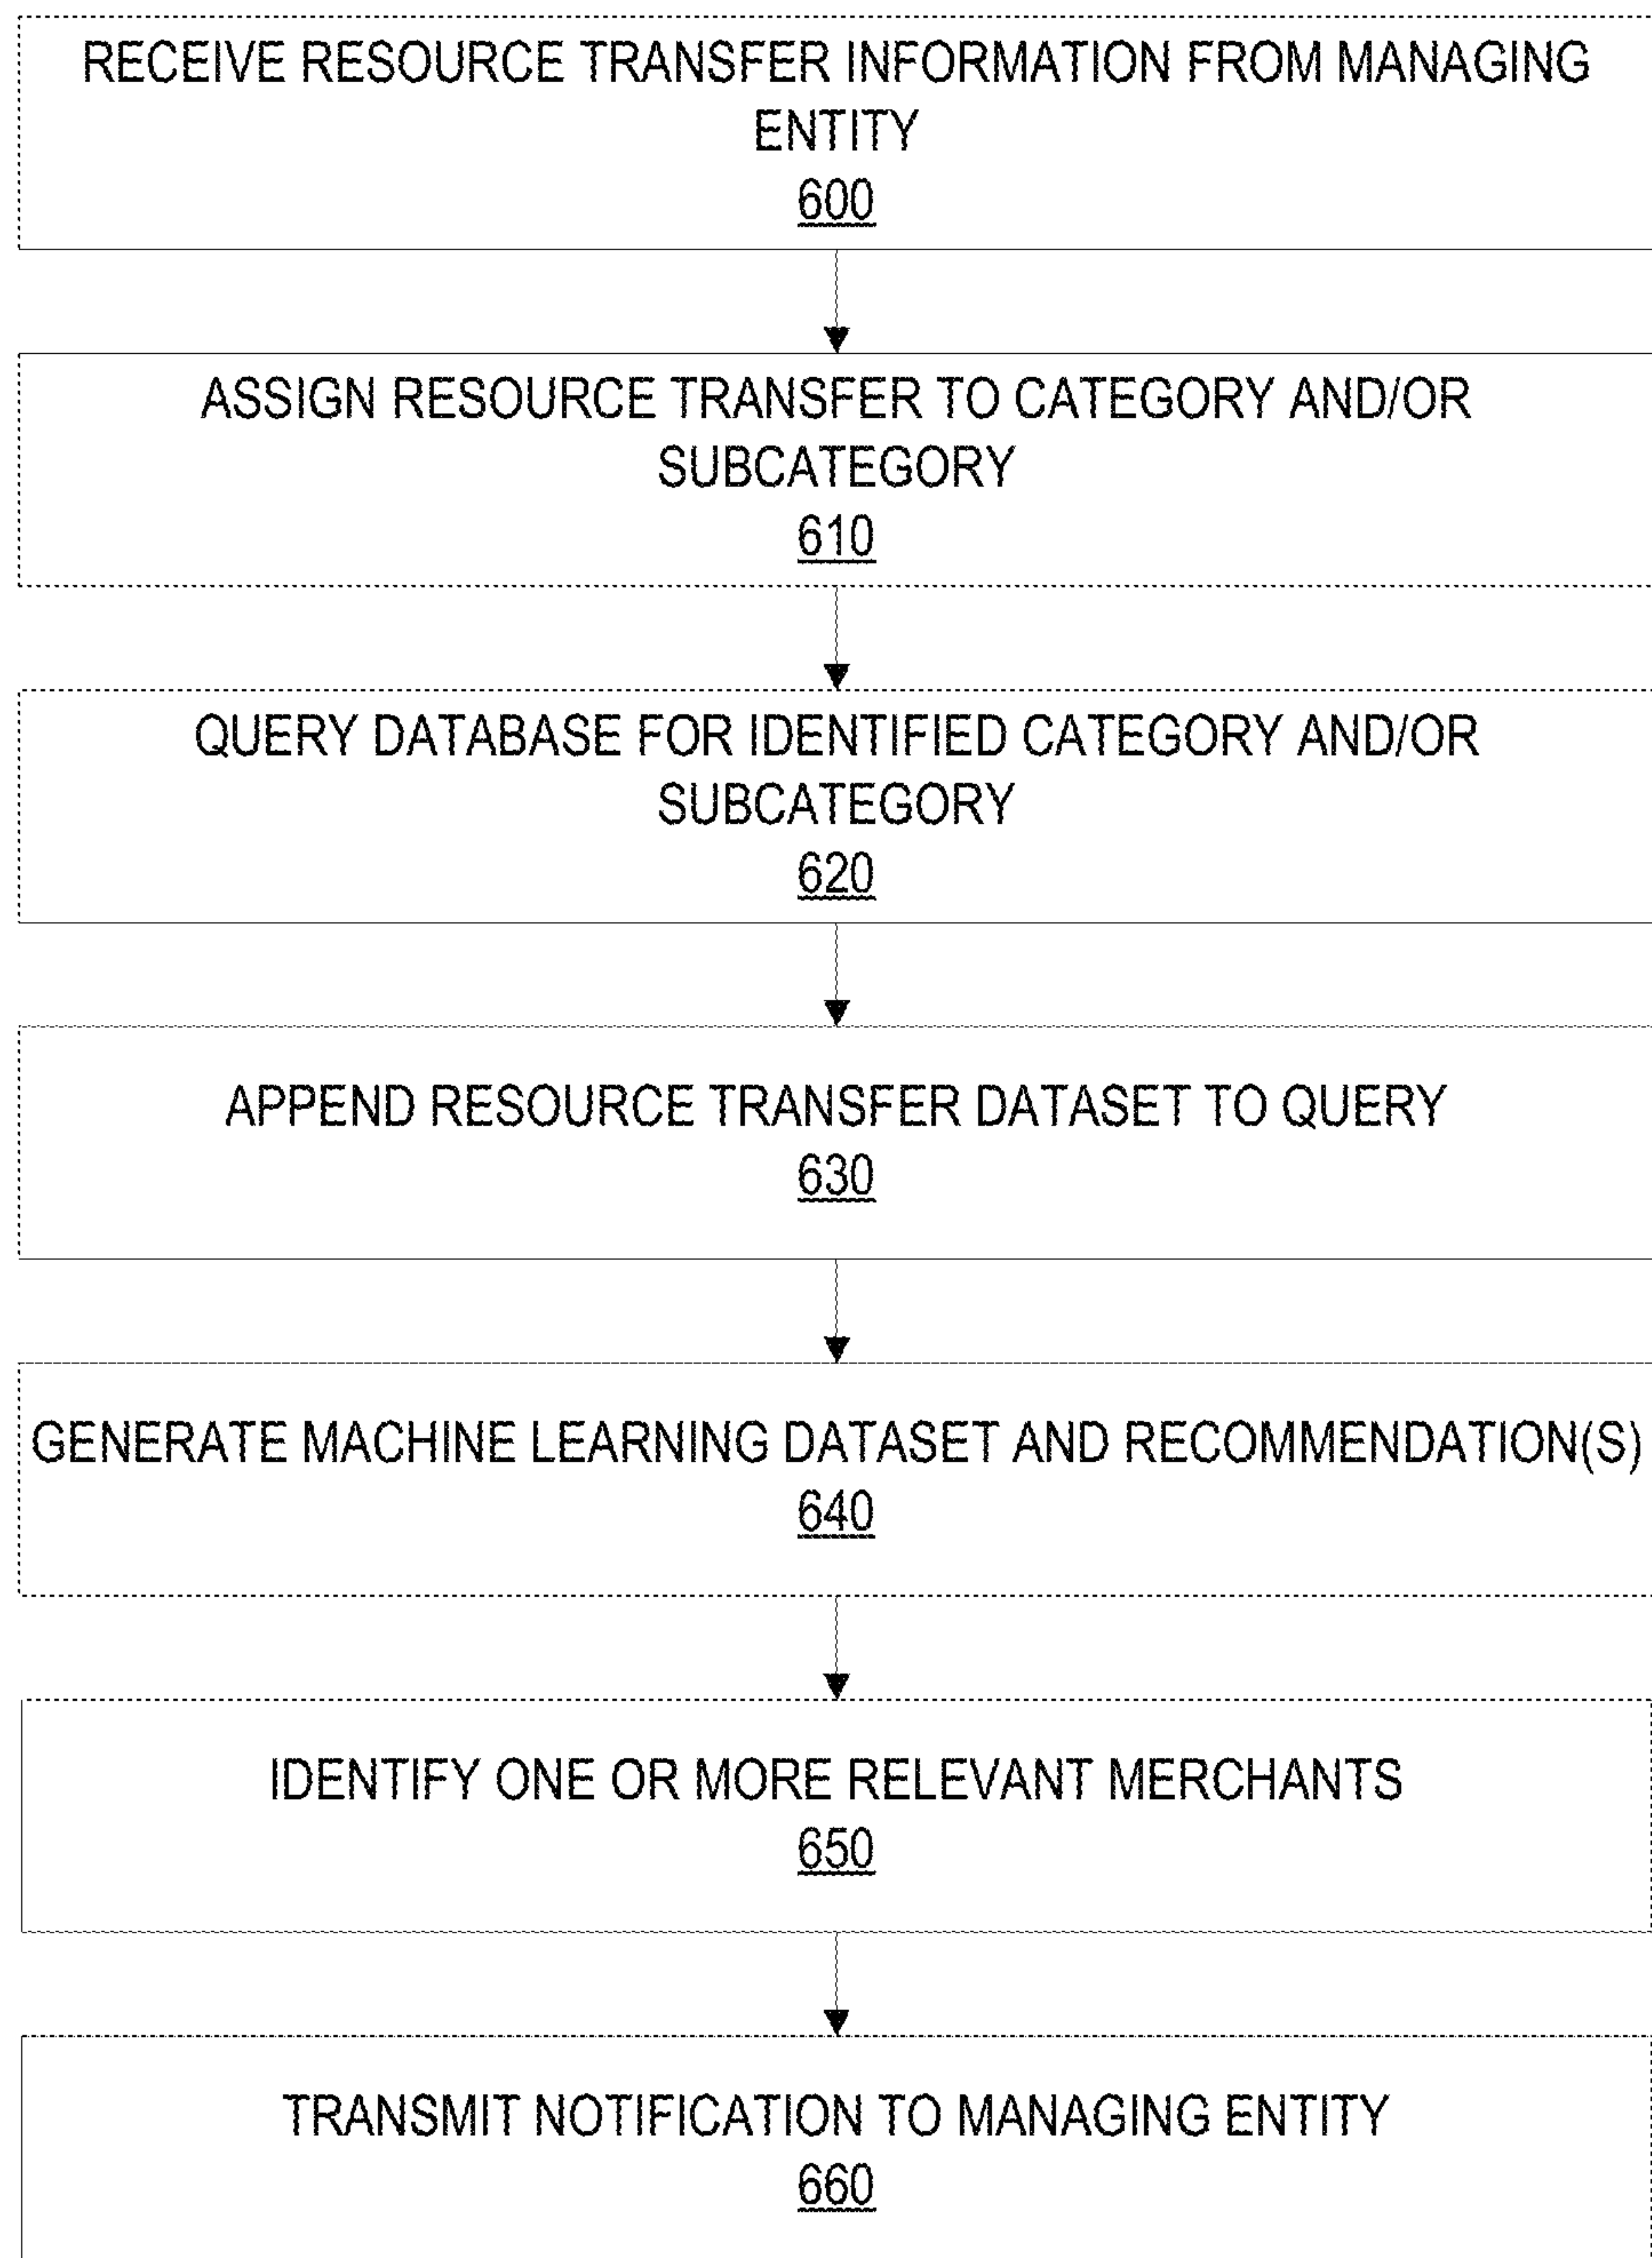 RECEIVE RESOURCE TRANSFER INFORMATION FROM MANAGING
ENTITY
600
ASSIGN RESOURCE TRANSFER TO CATEGORY AND/OR
SUBCATEGORY
610
QUERY DATABASE FOR IDENTIFIED CATEGORY AND/OR
SUBCATEGORY
620
APPEND RESOURCE TRANSFER DATASET TO QUERY
630
GENERATE MACHINE LEARNING DATASET AND RECOMMENDATION(S)
640
IDENTIFY ONE OR MORE RELEVANT MERCHANTS
650
TRANSMIT NOTIFICATION TO MANAGING ENTITY
660